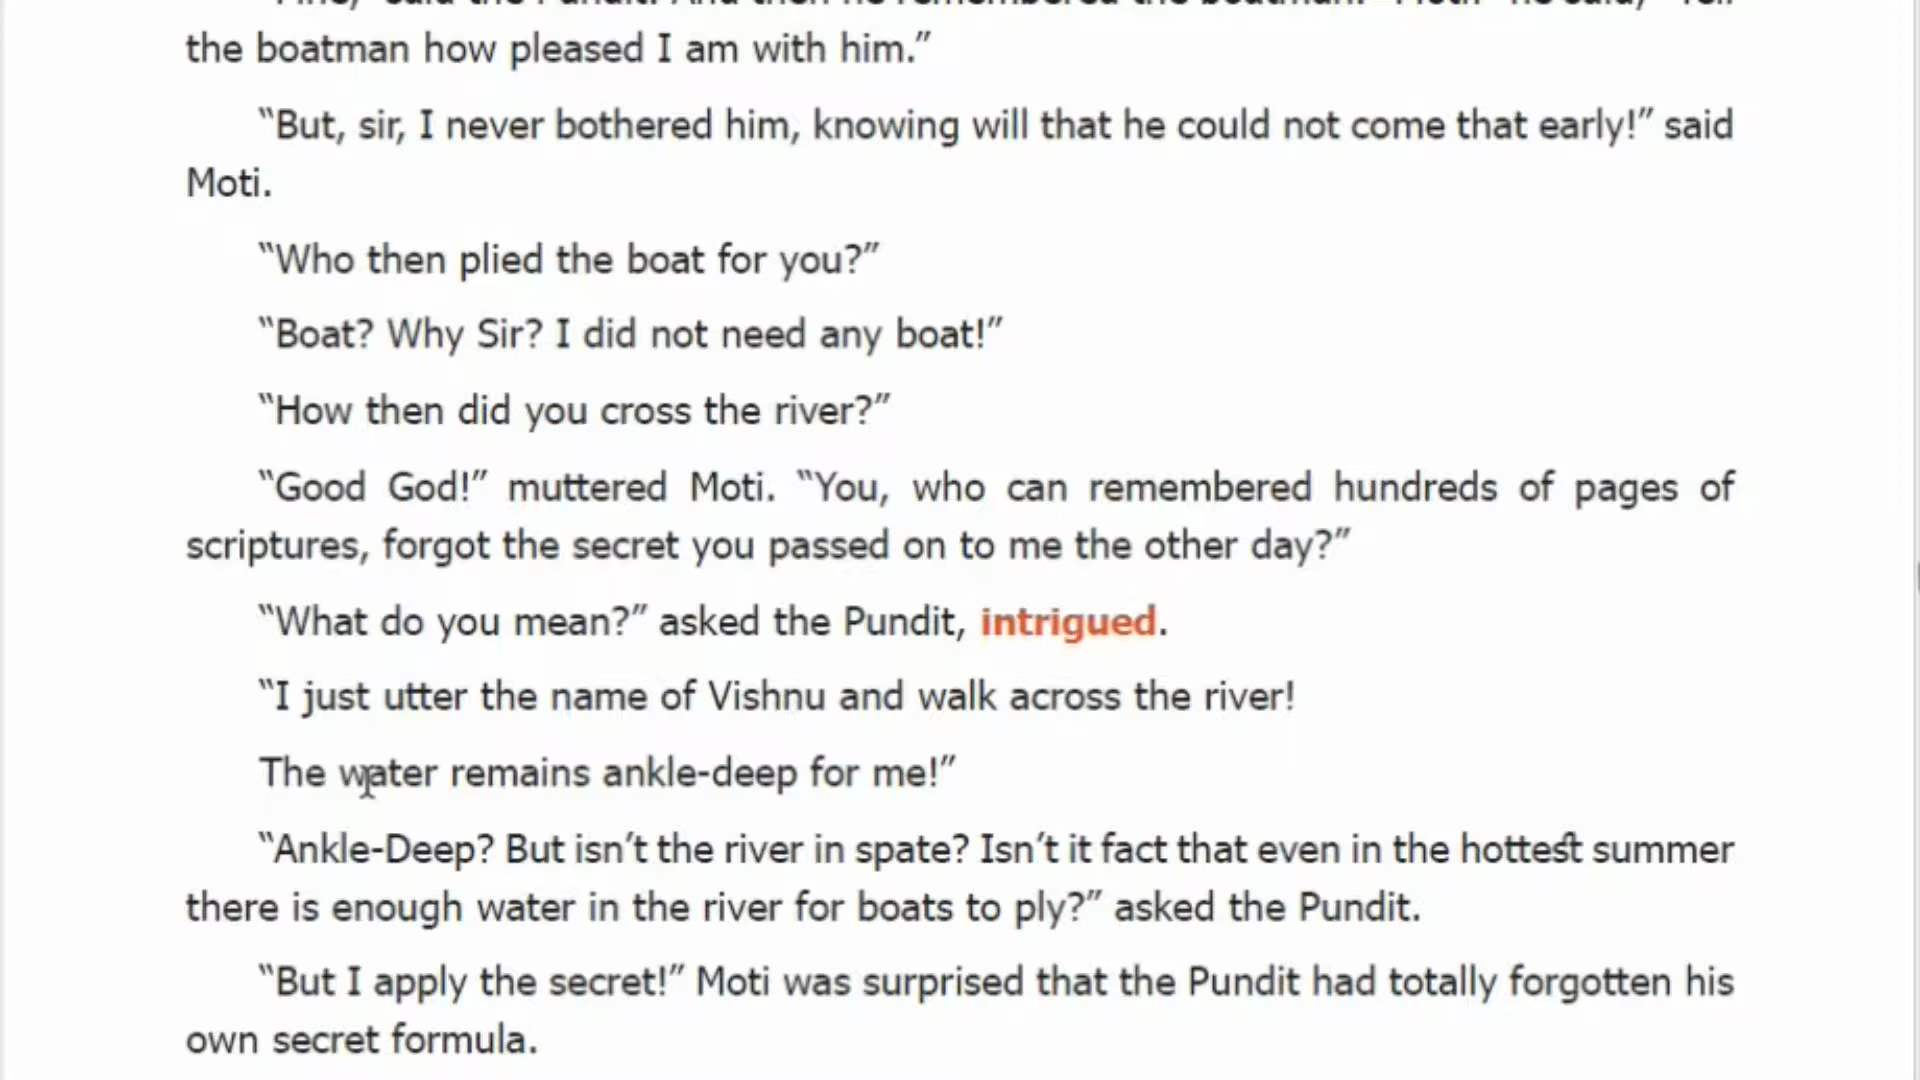 the boatman how pleased I am with him.”
“But, sir, I never bothered him, knowing will that he could not come that early!” said
Moti.
“Who then plied the boat for you?”
“Boat? Why Sir? I did not need any boat!”
“How then did you cross the river?”
“Good God!” muttered Moti. “You, who can remembered hundreds of pages of
scriptures, forgot the secret you passed on to me the other day?”
“What do you mean?” asked the Pundit, intrigued.
“I just utter the name of Vishnu and walk across the river!
The water remains ankle-deep for me!”
“Ankle-Deep? But isn’t the river in spate? Isn’t it fact that even in the hottest summer
there is enough water in the river for boats to ply?” asked the Pundit.
“But I apply the secret!” Moti was surprised that the Pundit had totally forgotten his
own secret formula.